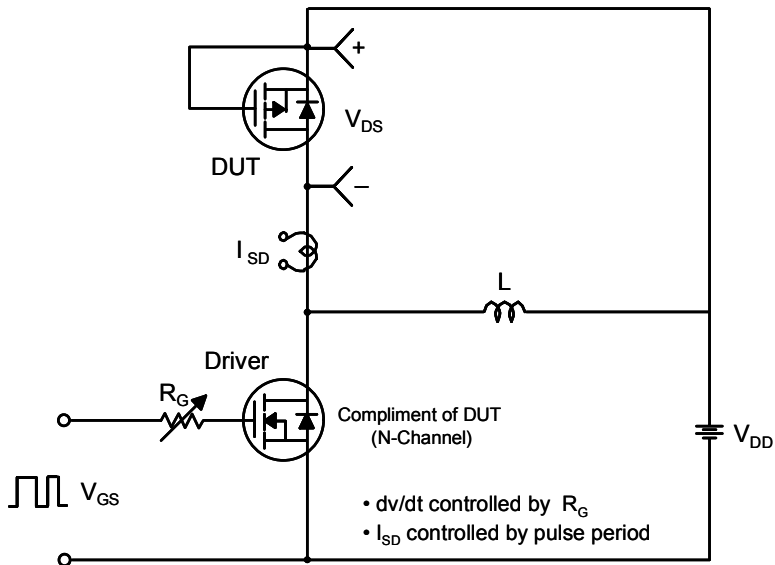 +
V_DS
DUT
–
I_SD
L
Driver
R_G
Compliment of DUT
(N-Channel)
V_DD
V_GS
• dv/dt controlled by R_G
• I_SD controlled by pulse period